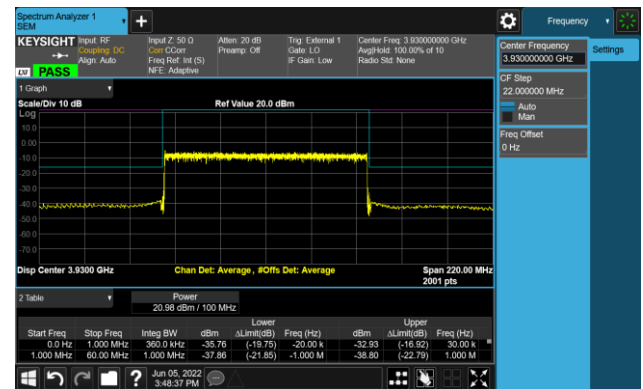 Spectrum Analyzer 1
SEM
Frequency
KEYSIGHT
Input: RF
Coupling: DC
Align: Auto
Input Z: 50 Ω
Corr CCorr
Freq Ref: Int (S)
NFE: Adaptive
Atten: 20 dB
Preamp: Off
Trig: External 1
Gate: LO
IF Gain: Low
Center Freq: 3.930000000 GHz
Avg|Hold: 100.00% of 10
Radio Std: None
LXI PASS
Center Frequency
3.930000000 GHz
Settings
CF Step
22.000000 MHz
Auto
Man
Freq Offset
0 Hz
1 Graph
Scale/Div 10 dB
Ref Value 20.0 dBm
Log
10.0
0.00
-10.0
-20.0
-30.0
-40.0
-50.0
-60.0
-70.0
Disp Center 3.9300 GHz
Chan Det: Average , #Offs Det: Average
Span 220.00 MHz
2001 pts
2 Table
Power
20.98 dBm / 100 MHz
Lower Upper
Start Freq Stop Freq Integ BW dBm ΔLimit(dB) Freq (Hz) dBm ΔLimit(dB) Freq (Hz)
0.0 Hz 1.000 MHz 360.0 kHz -35.76 (-19.75) -20.00 k -32.93 (-16.92) 30.00 k
1.000 MHz 60.00 MHz 1.000 MHz -37.86 (-21.85) -1.000 M -38.80 (-22.79) 1.000 M
?
Jun 05, 2022
3:48:37 PM